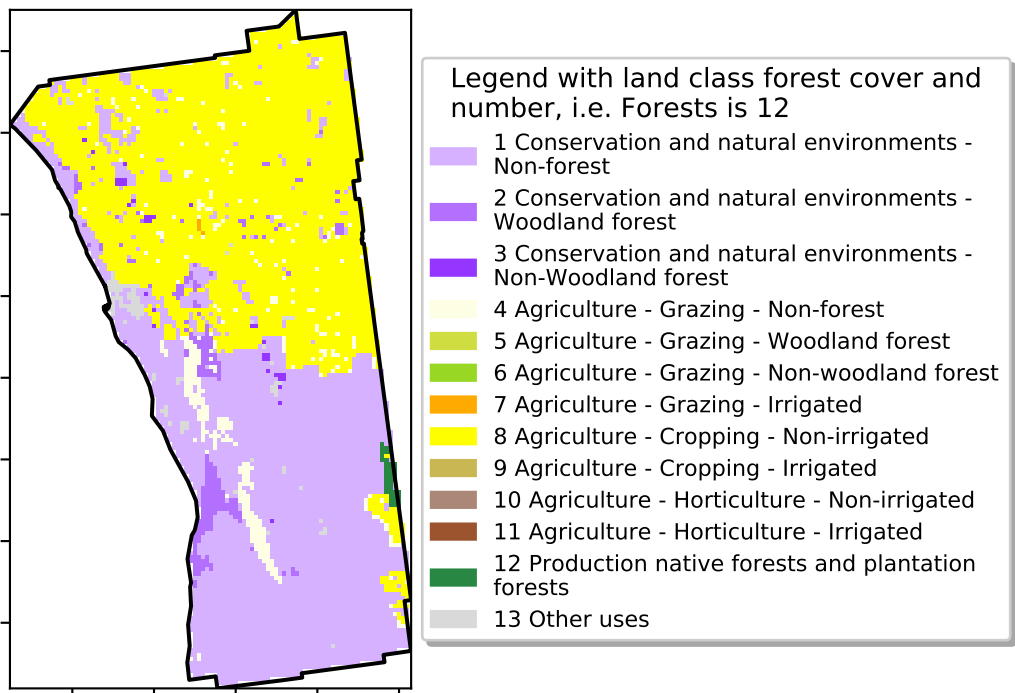 Legend with land class forest cover and
number, i.e. Forests is 12
1 Conservation and natural environments -
Non-forest
2 Conservation and natural environments -
Woodland forest
3 Conservation and natural environments -
Non-Woodland forest
4 Agriculture - Grazing - Non-forest
5 Agriculture - Grazing - Woodland forest
6 Agriculture - Grazing - Non-woodland forest
7 Agriculture - Grazing - Irrigated
8 Agriculture - Cropping - Non-irrigated
9 Agriculture - Cropping - Irrigated
10 Agriculture - Horticulture - Non-irrigated
11 Agriculture - Horticulture - Irrigated
12 Production native forests and plantation
forests
13 Other uses